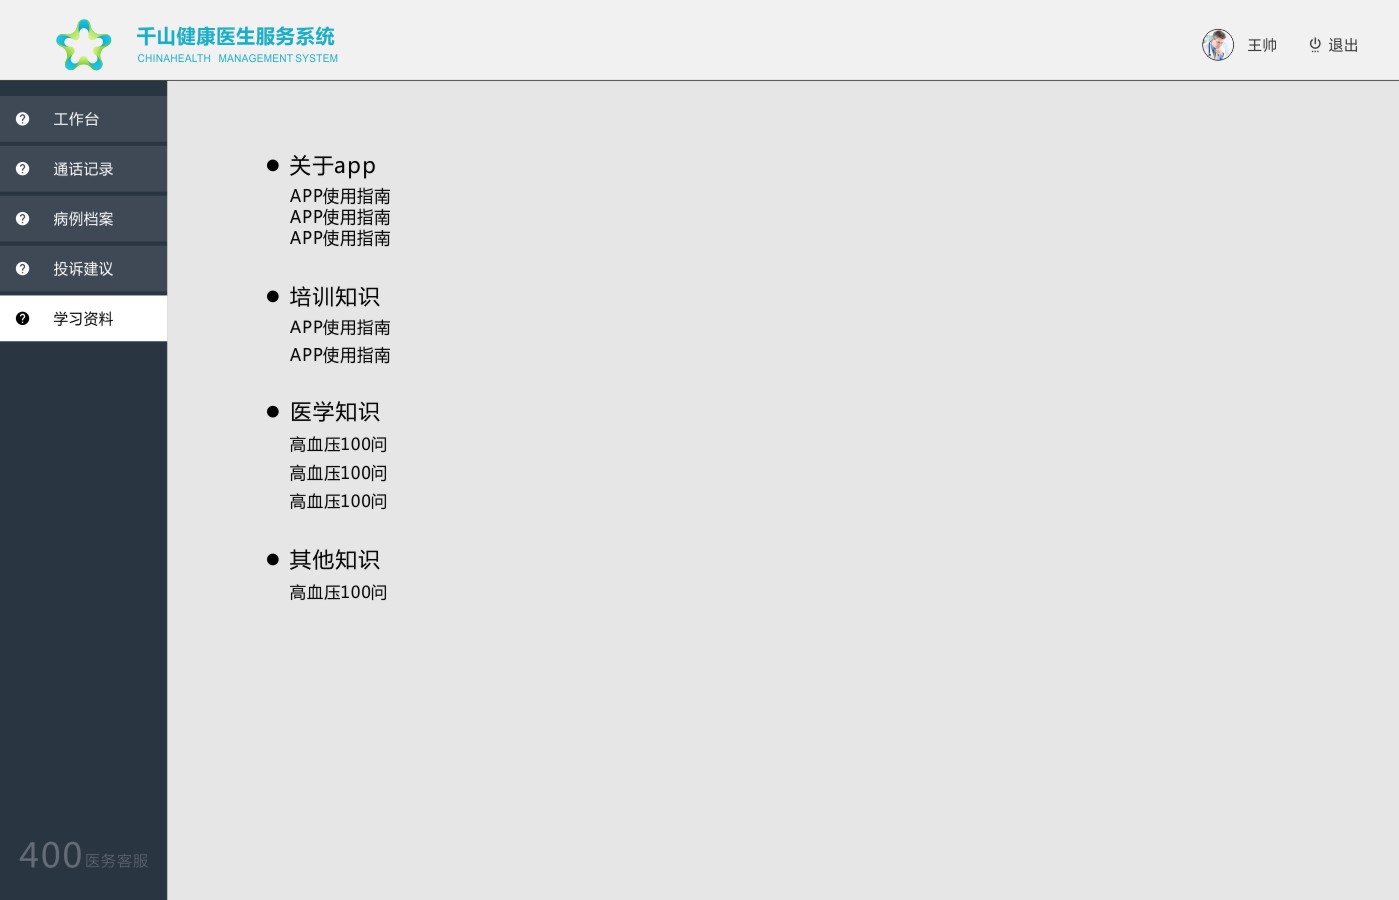 千山健康医生服务系统
CHINAHEALTH MANAGEMENT SYSTEM
王帅
退出
工作台
通话记录
病例档案
投诉建议
学习资料
关于app
APP使用指南
APP使用指南
APP使用指南
培训知识
APP使用指南
APP使用指南
医学知识
高血压100问
高血压100问
高血压100问
其他知识
高血压100问
400医务客服